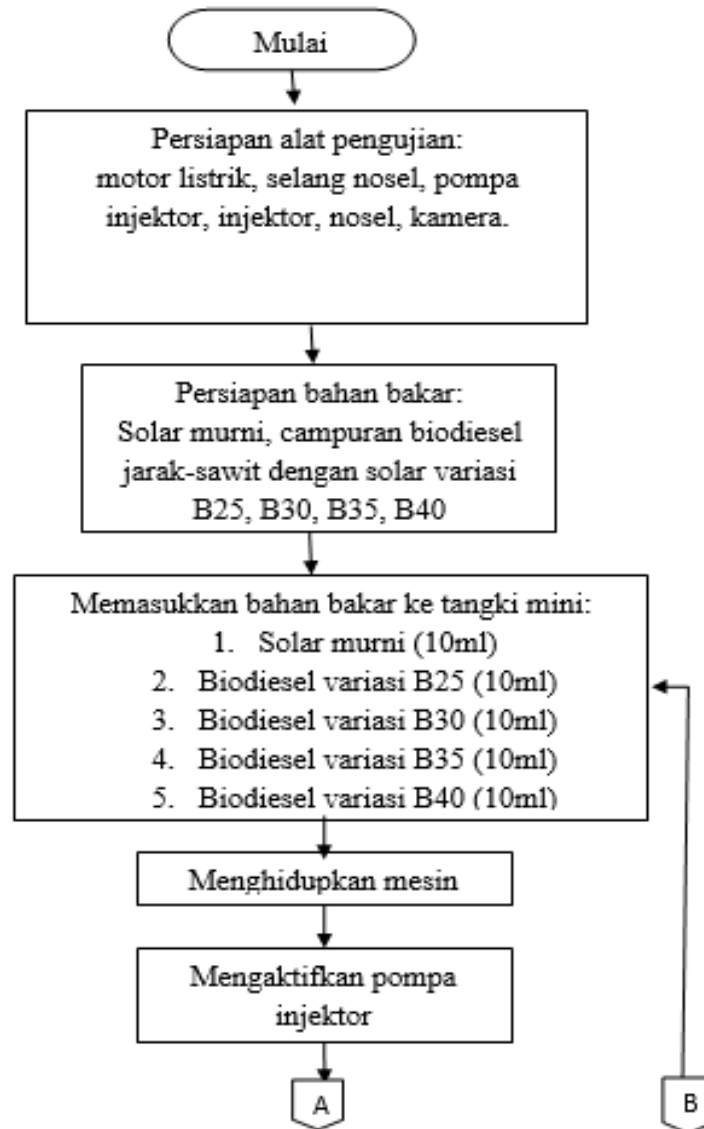 Mulai
Persiapan alat pengujian:
motor listrik, selang nosel, pompa
injektor, injektor, nosel, kamera.
Persiapan bahan bakar:
Solar murni, campuran biodiesel
jarak-sawit dengan solar variasi
B25, B30, B35, B40
Memasukkan bahan bakar ke tangki mini:
1. Solar murni (10ml)
2. Biodiesel variasi B25 (10ml)
3. Biodiesel variasi B30 (10ml)
4. Biodiesel variasi B35 (10ml)
5. Biodiesel variasi B40 (10ml)
Menghidupkan mesin
Mengaktifkan pompa
injektor
A
B